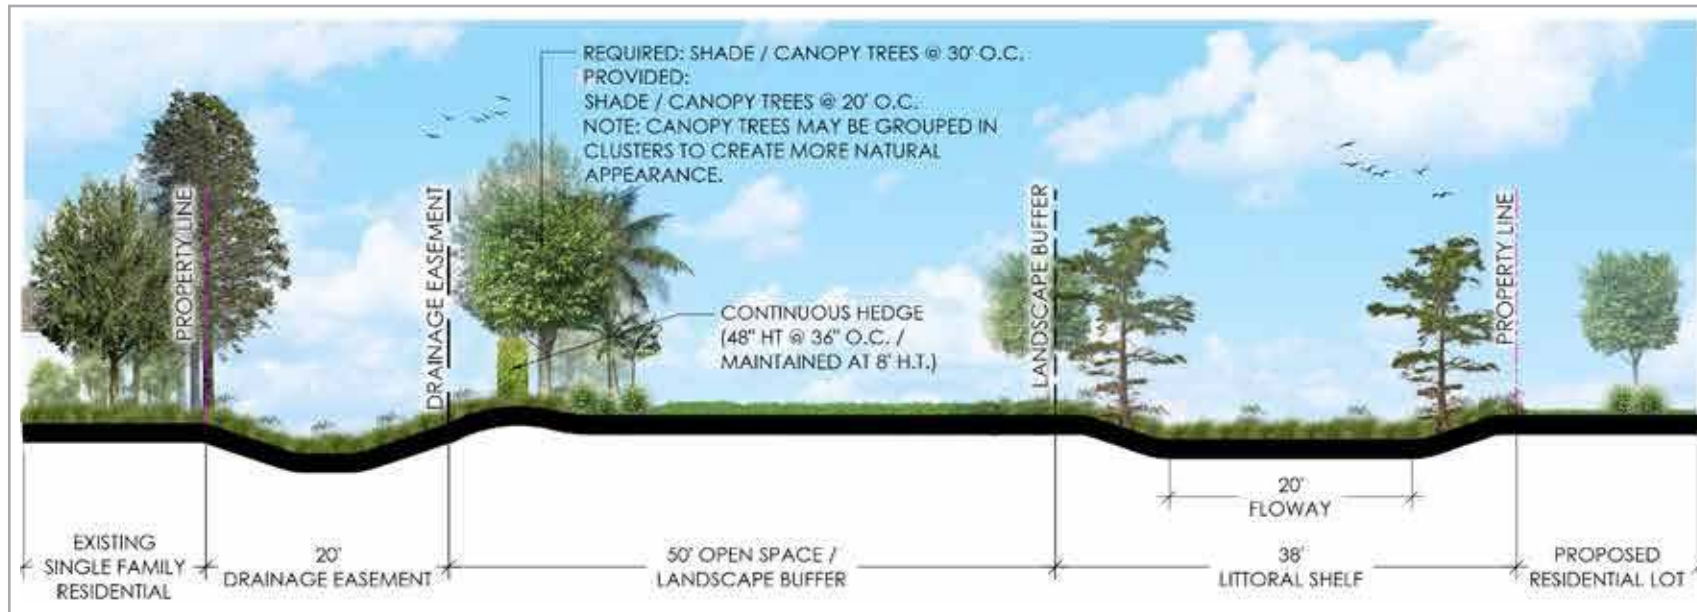 REQUIRED: SHADE / CANOPY TREES @ 30' O.C.
PROVIDED:
SHADE / CANOPY TREES @ 20' O.C.
NOTE: CANOPY TREES MAY BE GROUPED IN
CLUSTERS TO CREATE MORE NATURAL
APPEARANCE.
PROPERTY LINE
DRAINAGE EASEMENT
CONTINUOUS HEDGE
(48" HT @ 36" O.C. /
MAINTAINED AT 8' H.T.)
LANDSCAPE BUFFER
PROPERTY LINE
20'
FLOWAY
EXISTING
SINGLE FAMILY
RESIDENTIAL
20'
DRAINAGE EASEMENT
50' OPEN SPACE /
LANDSCAPE BUFFER
38'
LITTORAL SHELF
PROPOSED
RESIDENTIAL LOT